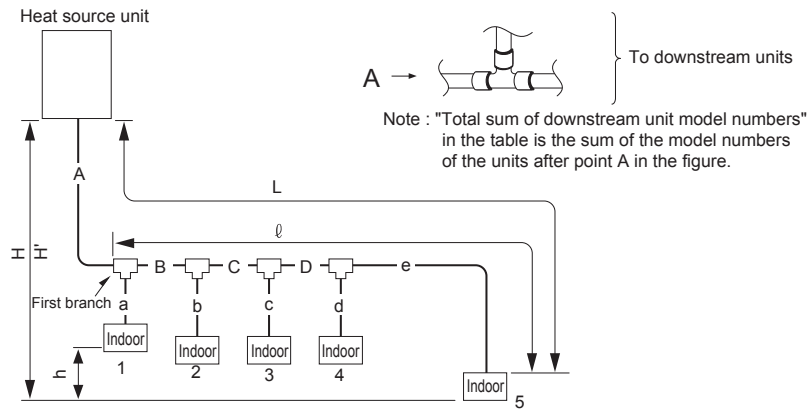 Heat source unit
A
To downstream units
Note : "Total sum of downstream unit model numbers"
in the table is the sum of the model numbers
of the units after point A in the figure.
A
L
H
H'
ℓ
B
C
D
e
First branch
a
b
c
d
Indoor
1
Indoor
2
Indoor
3
Indoor
4
h
Indoor
5